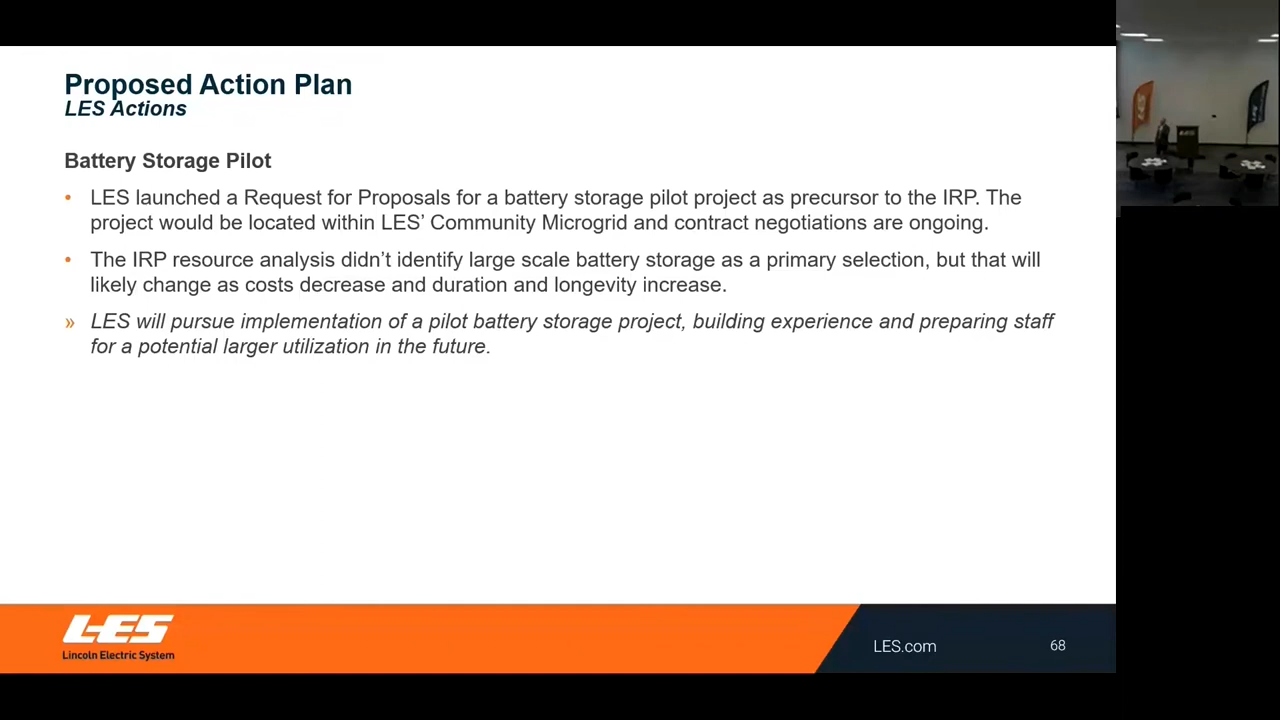 Proposed Action Plan
LES Actions
Battery Storage Pilot
• LES launched a Request for Proposals for a battery storage pilot project as precursor to the IRP. The
project would be located within LES’ Community Microgrid and contract negotiations are ongoing.
• The IRP resource analysis didn’t identify large scale battery storage as a primary selection, but that will
likely change as costs decrease and duration and longevity increase.
» LES will pursue implementation of a pilot battery storage project, building experience and preparing staff
for a potential larger utilization in the future.
LES
Lincoln Electric System
LES.com
68
LES
LES